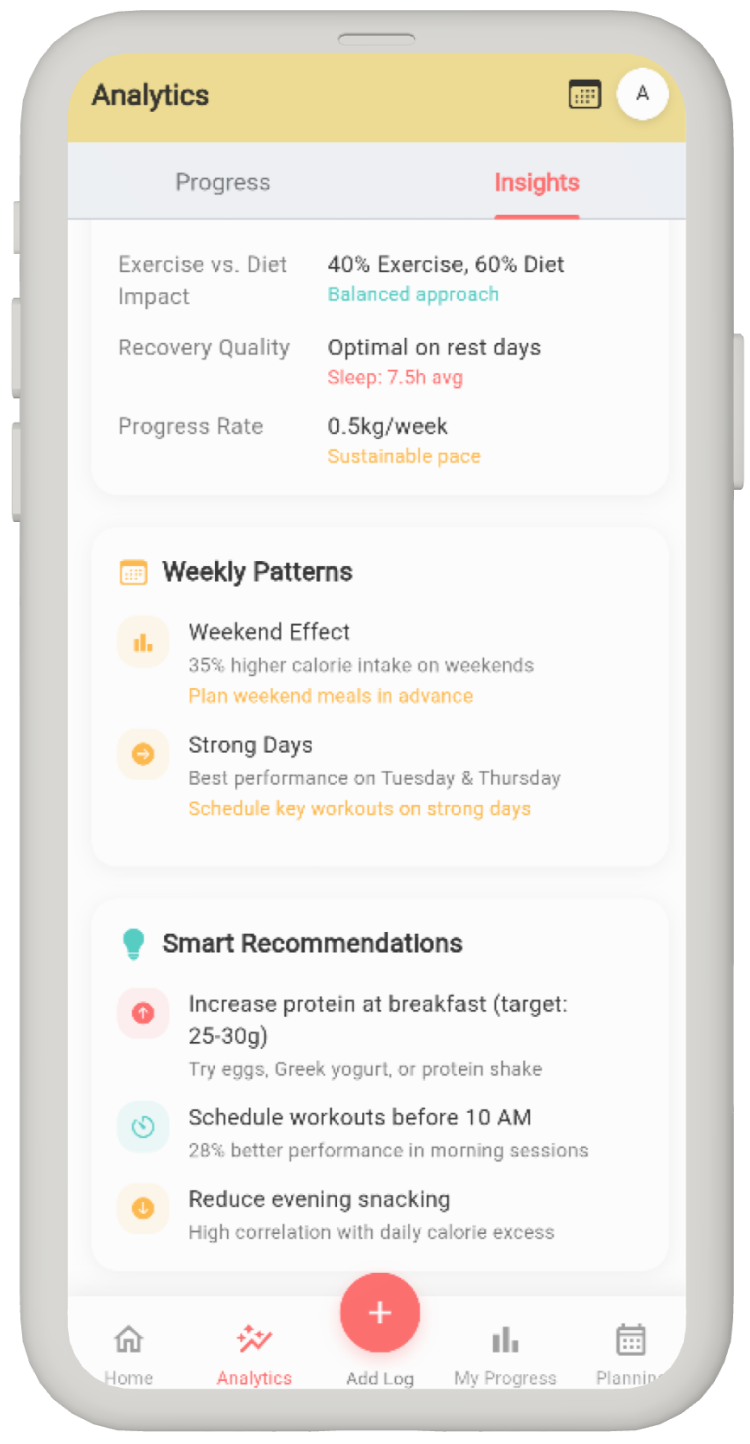 Analytics
A
Progress
Insights
Exercise vs. Diet
Impact
40% Exercise, 60% Diet
Balanced approach
Recovery Quality
Optimal on rest days
Sleep: 7.5h avg
Progress Rate
0.5kg/week
Sustainable pace
Weekly Patterns
Weekend Effect
35% higher calorie intake on weekends
Plan weekend meals in advance
Strong Days
Best performance on Tuesday & Thursday
Schedule key workouts on strong days
Smart Recommendations
Increase protein at breakfast (target:
25-30g)
Try eggs, Greek yogurt, or protein shake
Schedule workouts before 10 AM
28% better performance in morning sessions
Reduce evening snacking
High correlation with daily calorie excess
+
Home
Analytics
Add Log
My Progress
Plannin